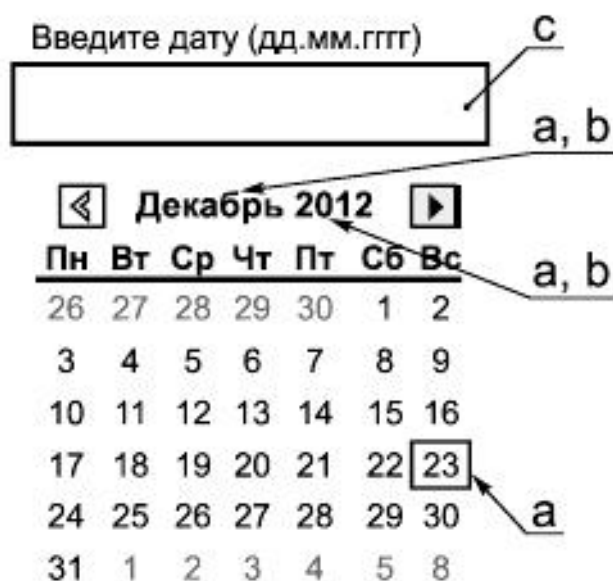 Введите дату (дд.мм.гггг)
c
a, b
Декабрь 2012
Пн Вт Ср Чт Пт Сб Вс
a, b
26 27 28 29 30 1 2
3 4 5 6 7 8 9
10 11 12 13 14 15 16
17 18 19 20 21 22 23
24 25 26 27 28 29 30
a
31 1 2 3 4 5 8